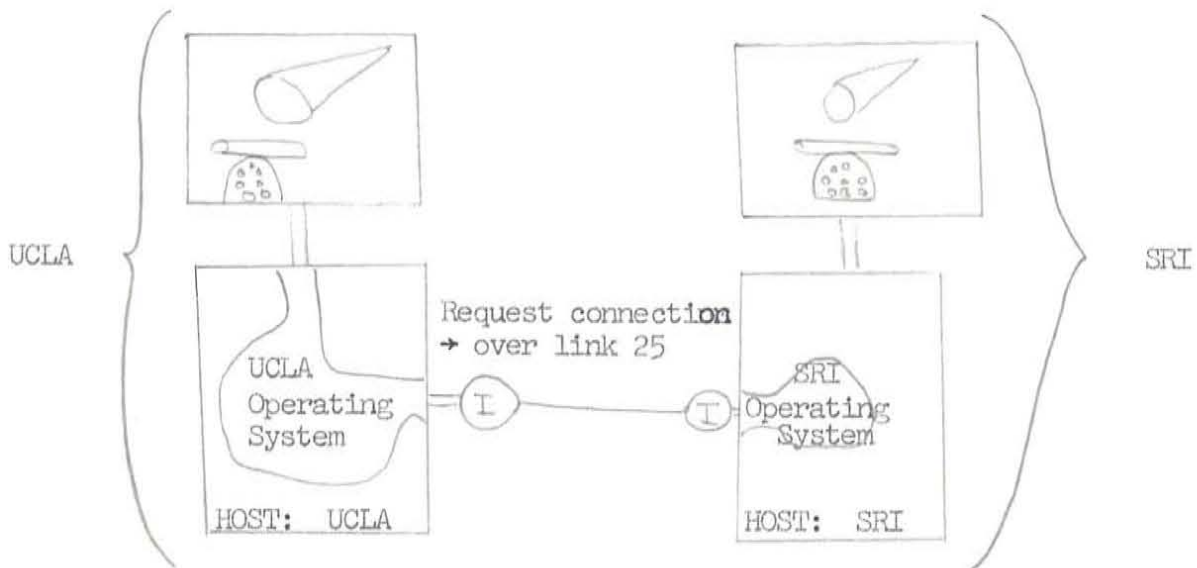 UCLA
SRI
Request connection
→ over link 25
UCLA
Operating
System
I
I
SRI
Operating
System
HOST: UCLA
HOST: SRI